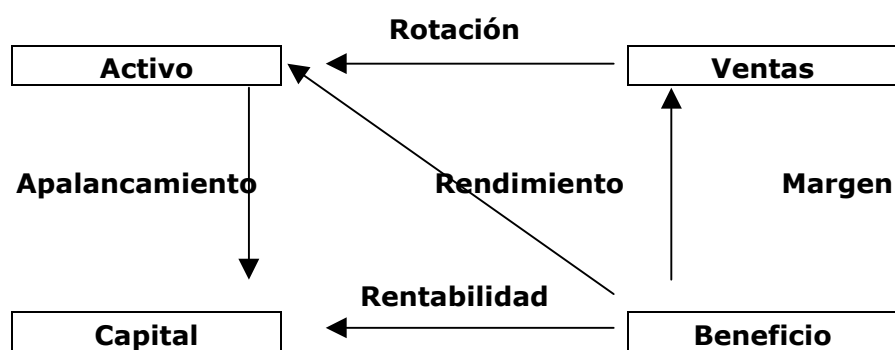 Rotación
Activo Ventas
Apalancamiento Rendimiento Margen
Rentabilidad
Capital Beneficio